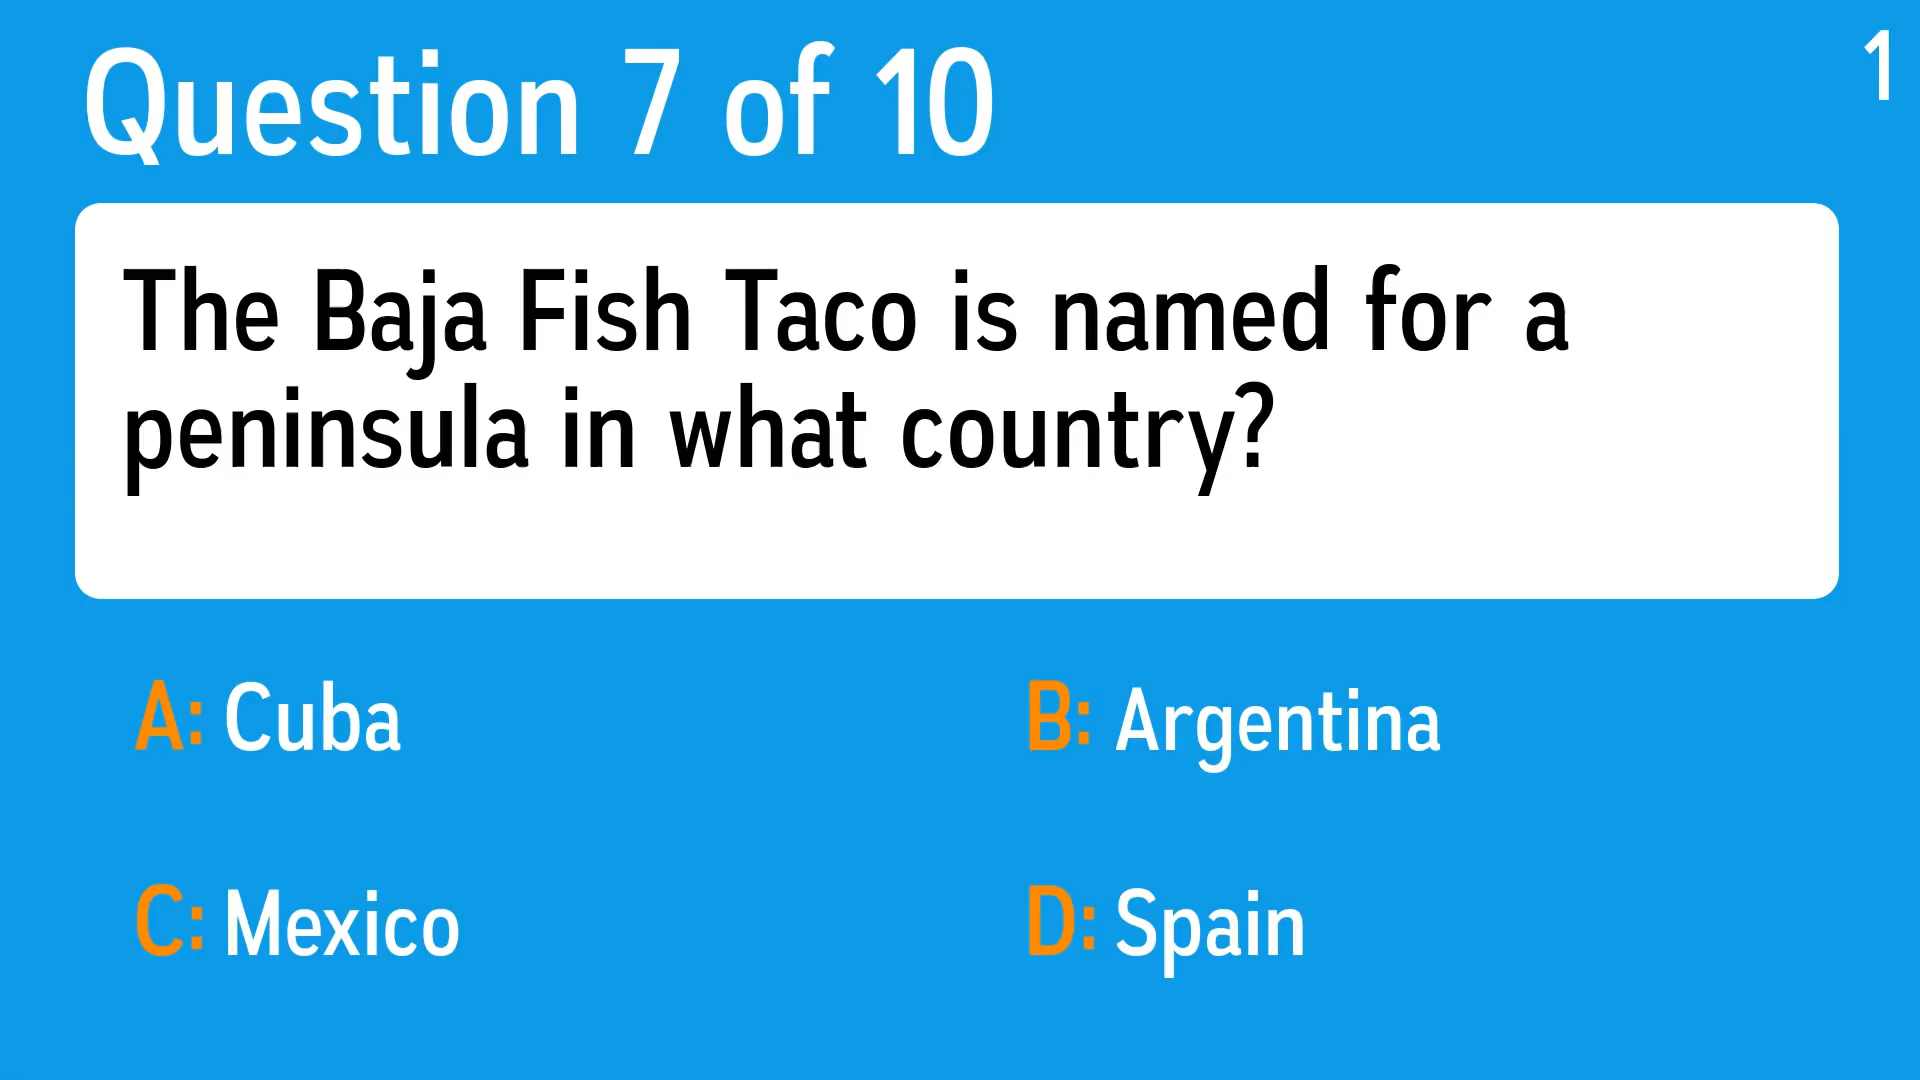 Question 7 of 10
1
The Baja Fish Taco is named for a
peninsula in what country?
A: Cuba
B: Argentina
C: Mexico
D: Spain